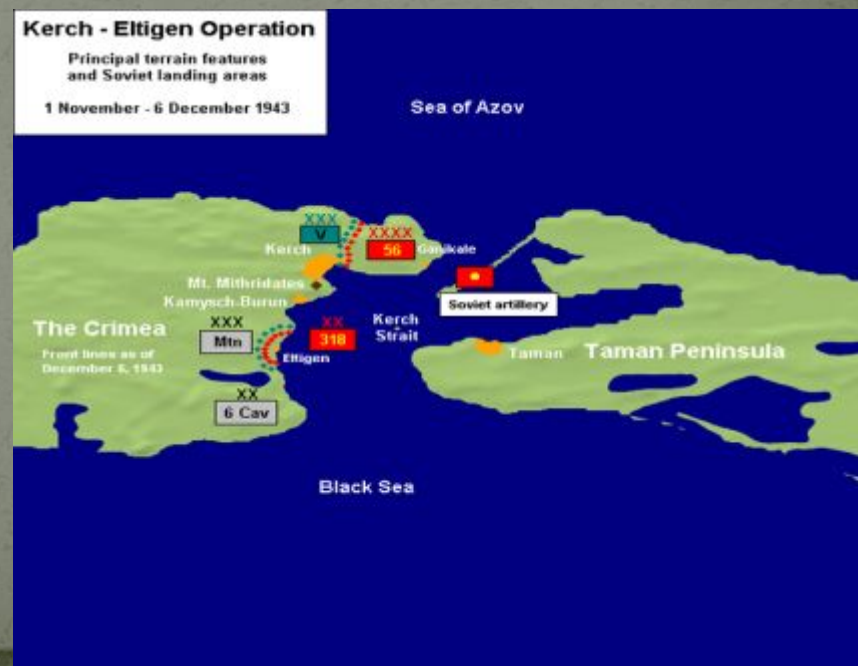 Kerch - Eltigen Operation
Principal terrain features
and Soviet landing areas
1 November - 6 December 1943
Sea of Azov
XXX
V
XXXX
56
Kerch
Genikale
Mt. Mithridates
Kamysch-Burun
Soviet artillery
The Crimea
Front lines as of
December 6, 1943
XXX
Mtn
XX
318
Kerch
Strait
Eltigen
Taman
Taman Peninsula
XX
6 Cav
Black Sea